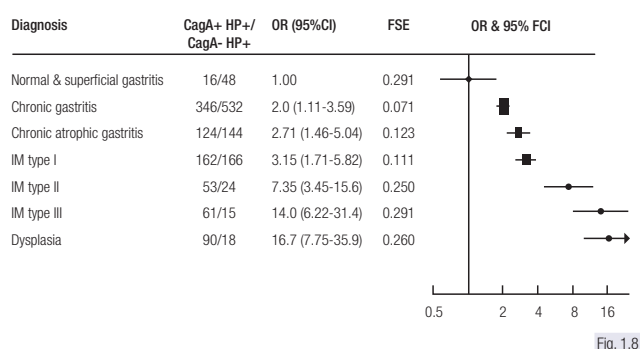 Diagnosis CagA+ HP+/ CagA- HP+ OR (95%CI) FSE OR & 95% FCI
Normal & superficial gastritis 16/48 1.00 0.291
Chronic gastritis 346/532 2.0 (1.11-3.59) 0.071
Chronic atrophic gastritis 124/144 2.71 (1.46-5.04) 0.123
IM type I 162/166 3.15 (1.71-5.82) 0.111
IM type II 53/24 7.35 (3.45-15.6) 0.250
IM type III 61/15 14.0 (6.22-31.4) 0.291
Dysplasia 90/18 16.7 (7.75-35.9) 0.260
0.5 2 4 8 16
Fig. 1.8